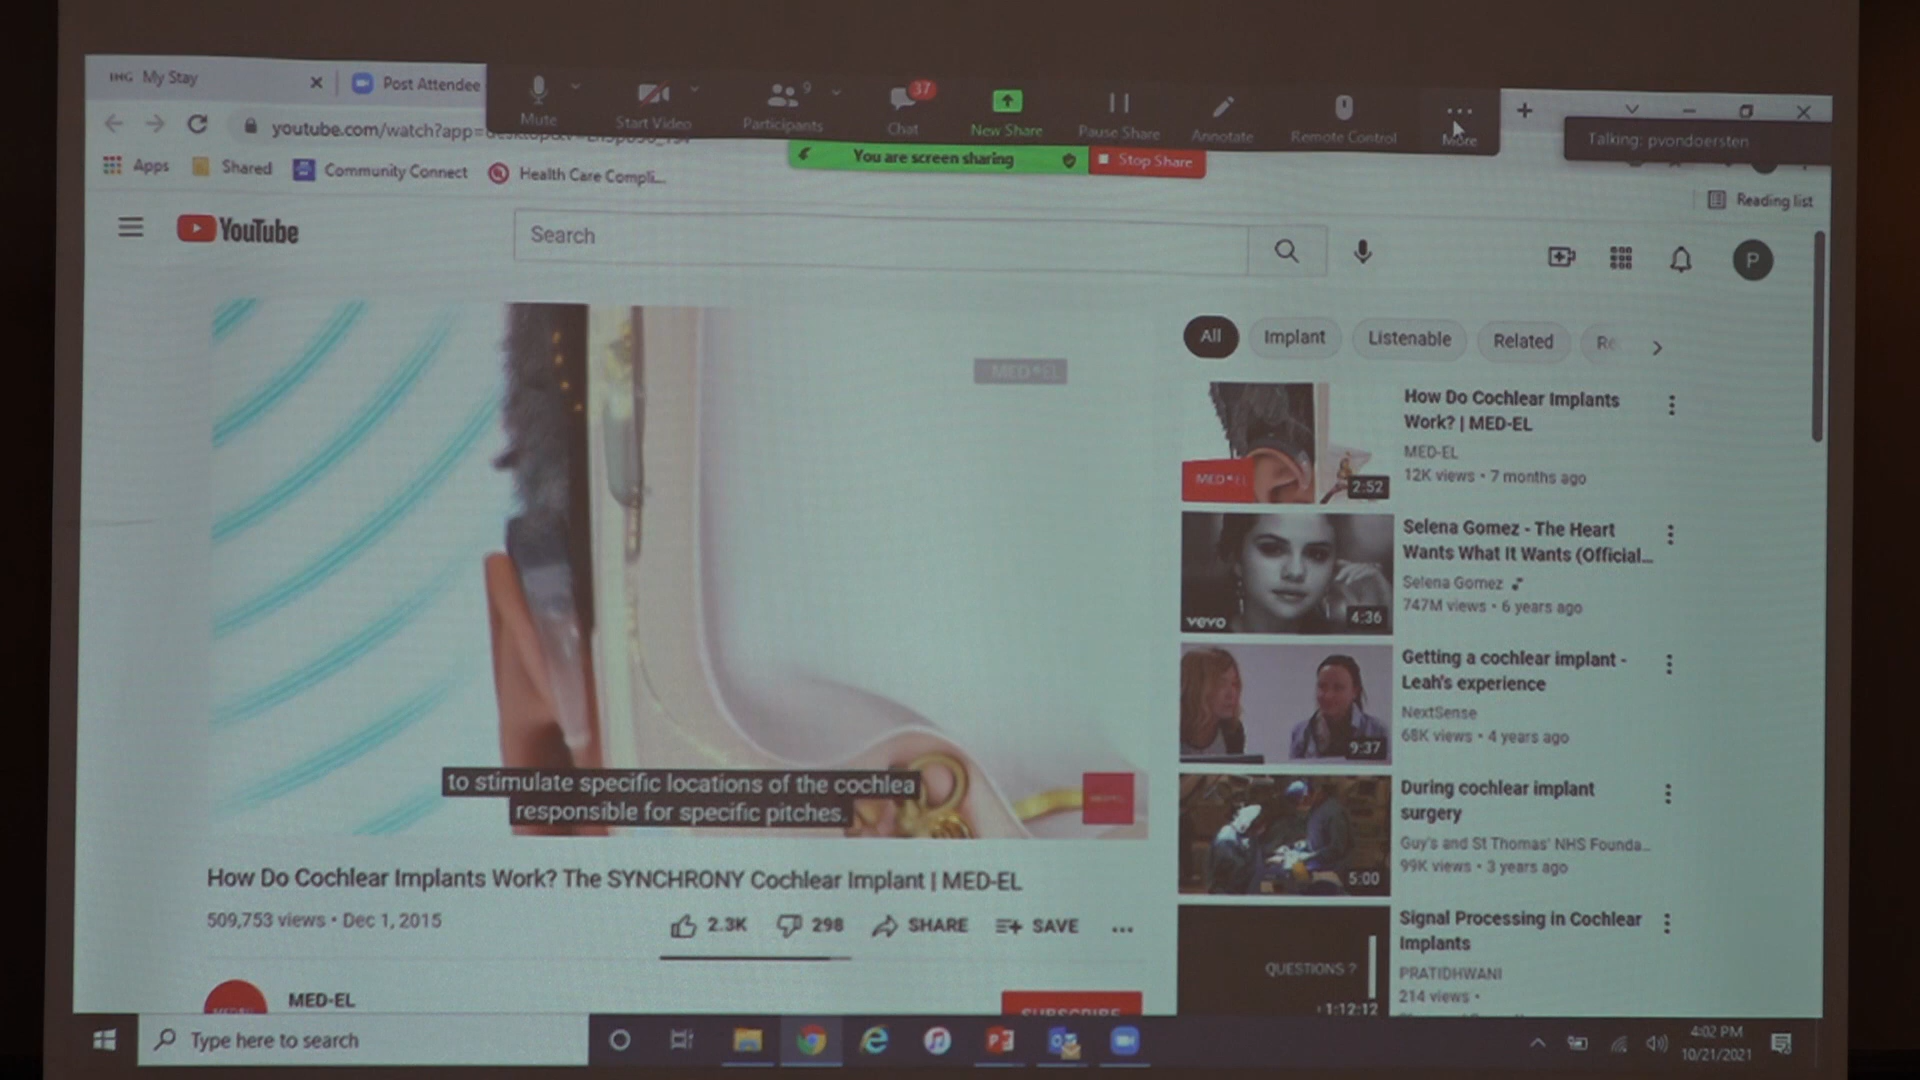 IHG My Stay
Post Attendee
Mute
Start Video
9
Participants
37
Chat
New Share
Pause Share
Annotate
Remote Control
More
Talking: pvondoersten
youtube.com/watch?app=
You are screen sharing
Stop Share
Apps
Shared
Community Connect
Health Care Compli...
Reading list
YouTube
Search
P
MED-EL
to stimulate specific locations of the cochlea
responsible for specific pitches.
All
Implant
Listenable
Related
Re
How Do Cochlear Implants
Work? | MED-EL
MED-EL
12K views • 7 months ago
MED-EL
2:52
Selena Gomez - The Heart
Wants What It Wants (Official...
Selena Gomez
747M views • 6 years ago
vevo
4:36
Getting a cochlear implant -
Leah's experience
NextSense
68K views • 4 years ago
9:37
During cochlear implant
surgery
Guy's and St Thomas' NHS Founda...
99K views • 3 years ago
5:00
Signal Processing in Cochlear
Implants
PRATIDHWANI
214 views •
QUESTIONS ?
1:12:12
How Do Cochlear Implants Work? The SYNCHRONY Cochlear Implant | MED-EL
509,753 views • Dec 1, 2015
2.3K
298
SHARE
SAVE
MED-EL
SUBSCRIBE
Type here to search
4:02 PM
10/21/2021